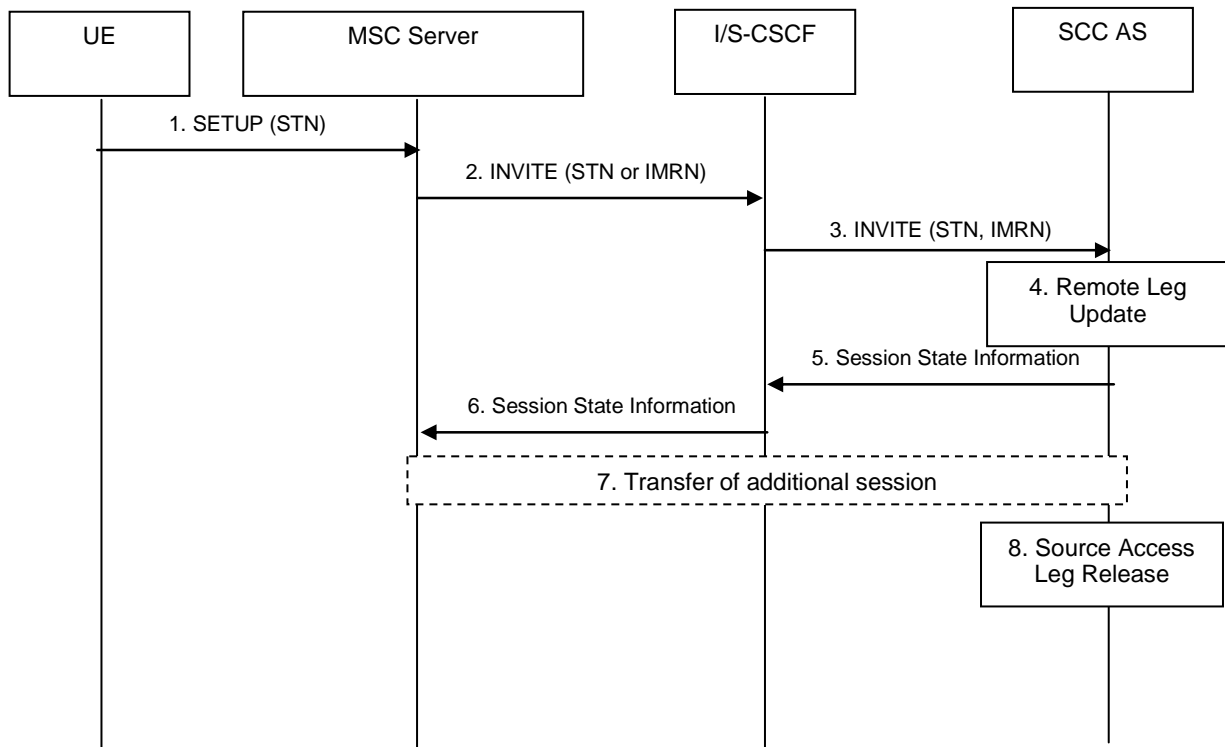 UE
MSC Server
I/S-CSCF
SCC AS
1. SETUP (STN)
2. INVITE (STN or IMRN)
3. INVITE (STN, IMRN)
4. Remote Leg
Update
5. Session State Information
6. Session State Information
7. Transfer of additional session
8. Source Access
Leg Release